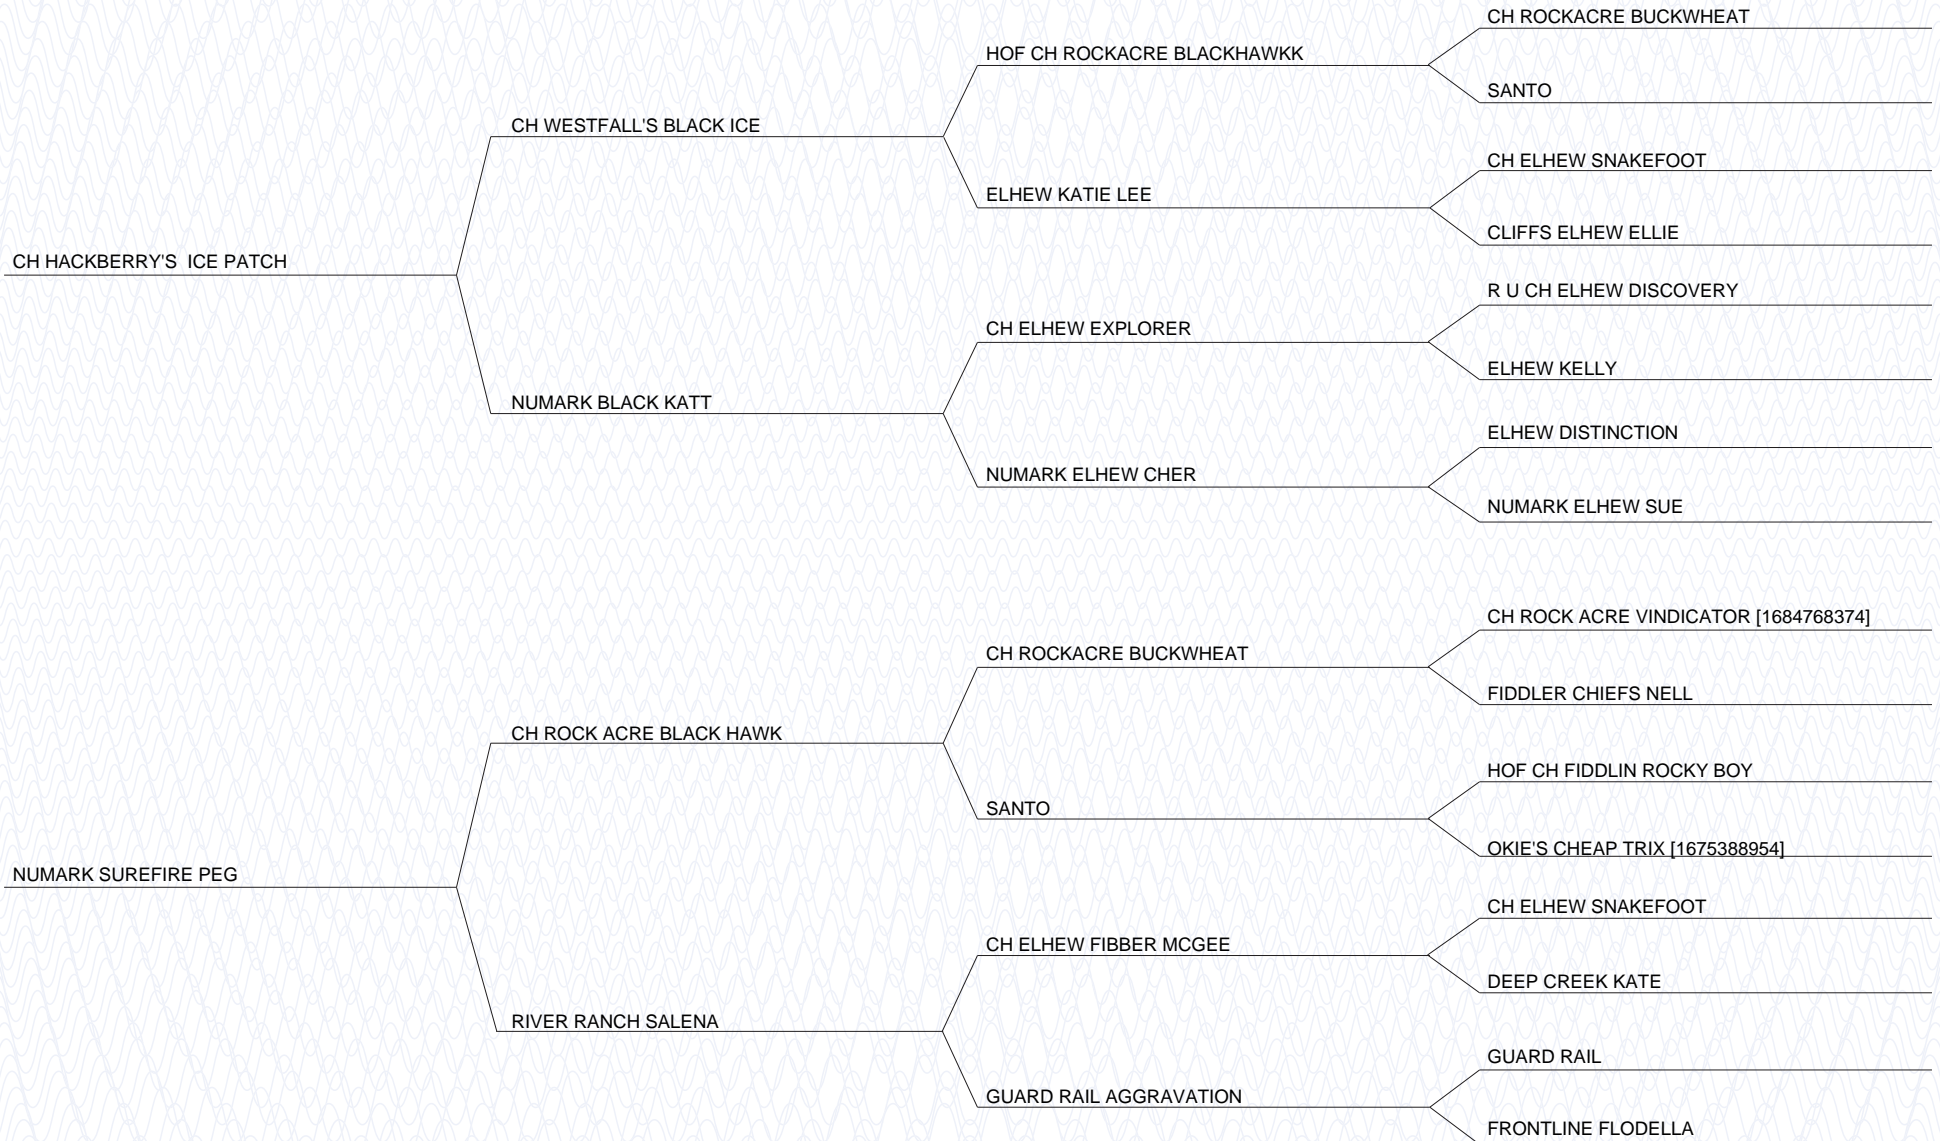 CH ROCKACRE BUCKWHEAT
HOF CH ROCKACRE BLACKHAWKK
SANTO
CH WESTFALL'S BLACK ICE
CH ELHEW SNAKEFOOT
ELHEW KATIE LEE
CLIFFS ELHEW ELLIE
CH HACKBERRY'S  ICE PATCH
R U CH ELHEW DISCOVERY
CH ELHEW EXPLORER
ELHEW KELLY
NUMARK BLACK KATT
ELHEW DISTINCTION
NUMARK ELHEW CHER
NUMARK ELHEW SUE
CH ROCK ACRE VINDICATOR [1684768374]
CH ROCKACRE BUCKWHEAT
FIDDLER CHIEFS NELL
CH ROCK ACRE BLACK HAWK
HOF CH FIDDLIN ROCKY BOY
SANTO
OKIE'S CHEAP TRIX [1675388954]
NUMARK SUREFIRE PEG
CH ELHEW SNAKEFOOT
CH ELHEW FIBBER MCGEE
DEEP CREEK KATE
RIVER RANCH SALENA
GUARD RAIL
GUARD RAIL AGGRAVATION
FRONTLINE FLODELLA